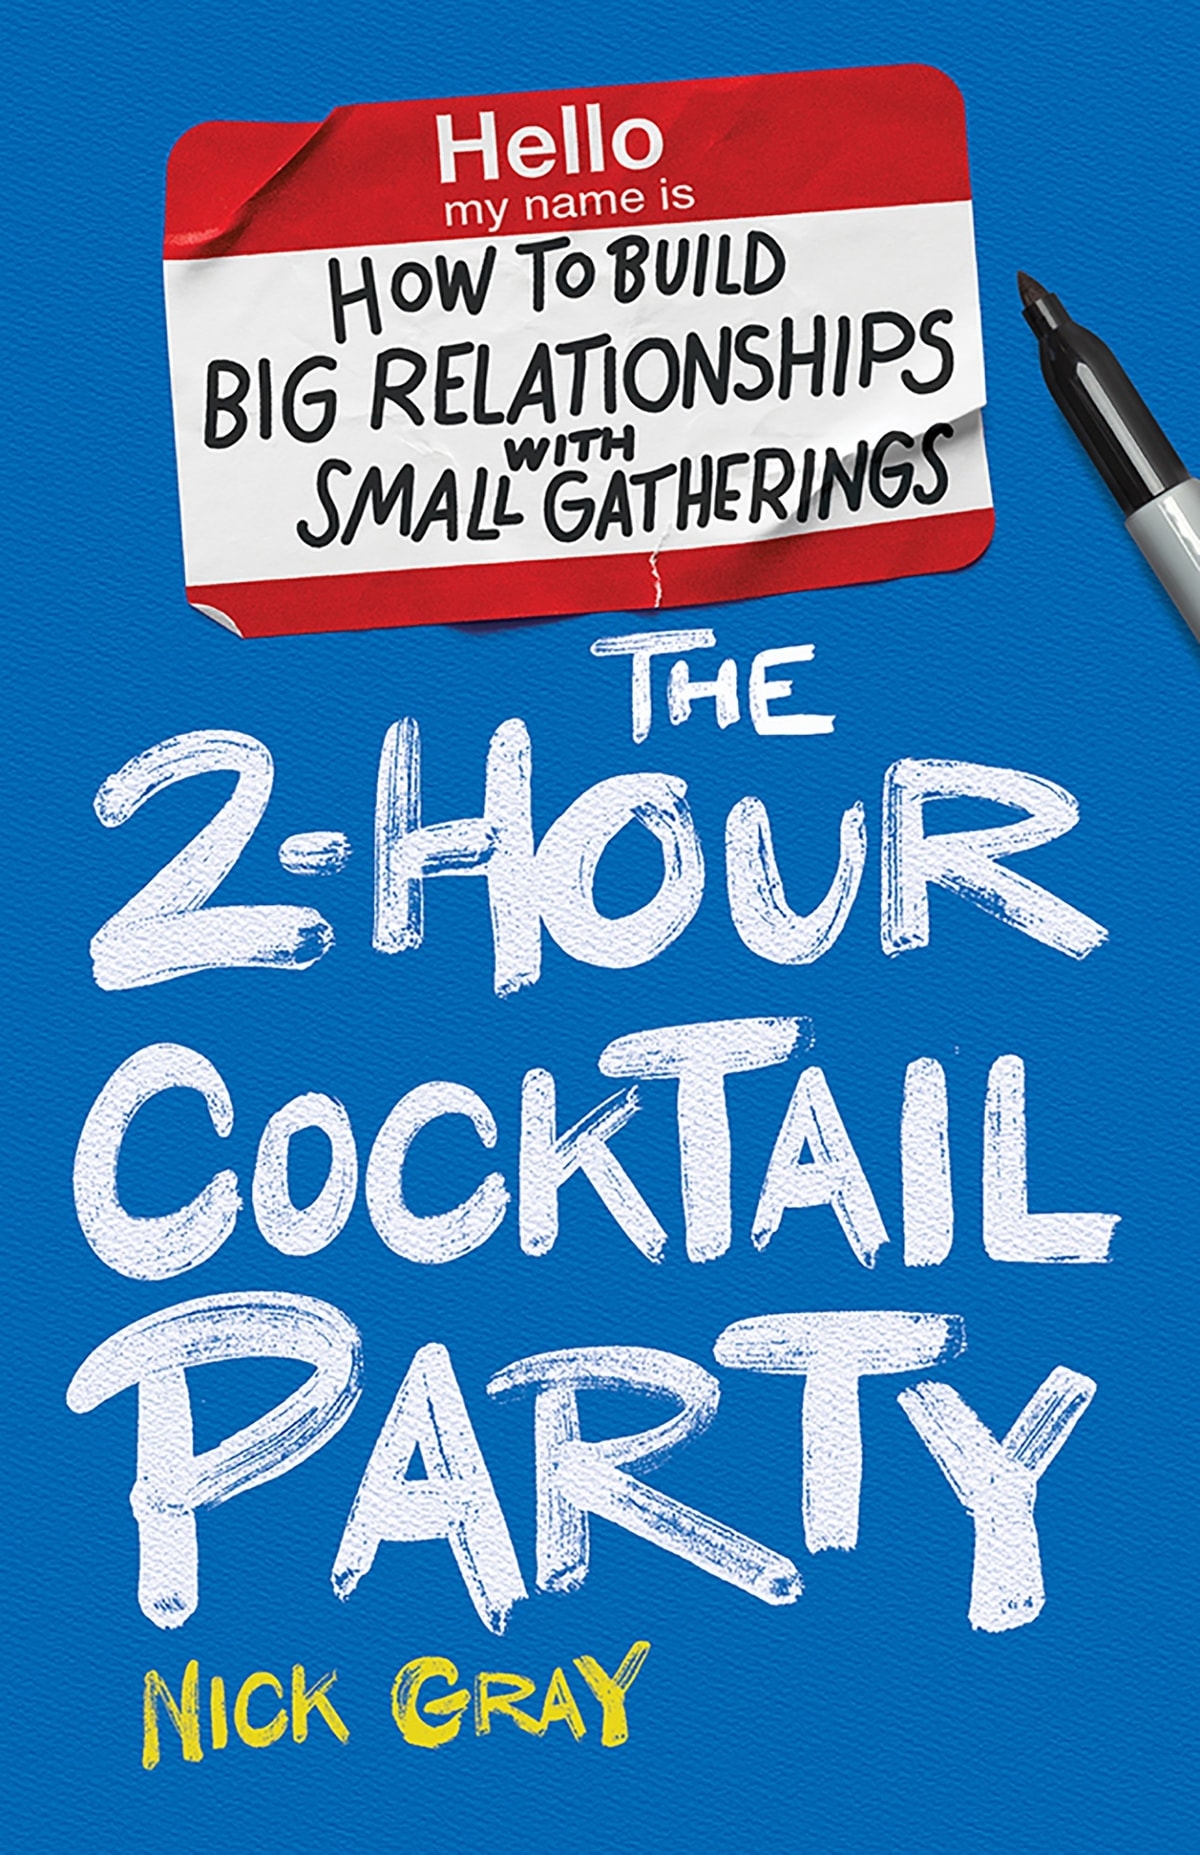 Hello
my name is
HOW TO BUILD
BIG RELATIONSHIPS
WITH
SMALL GATHERINGS
THE
2-HOUR
COCKTAIL
PARTY
NICK GRAY